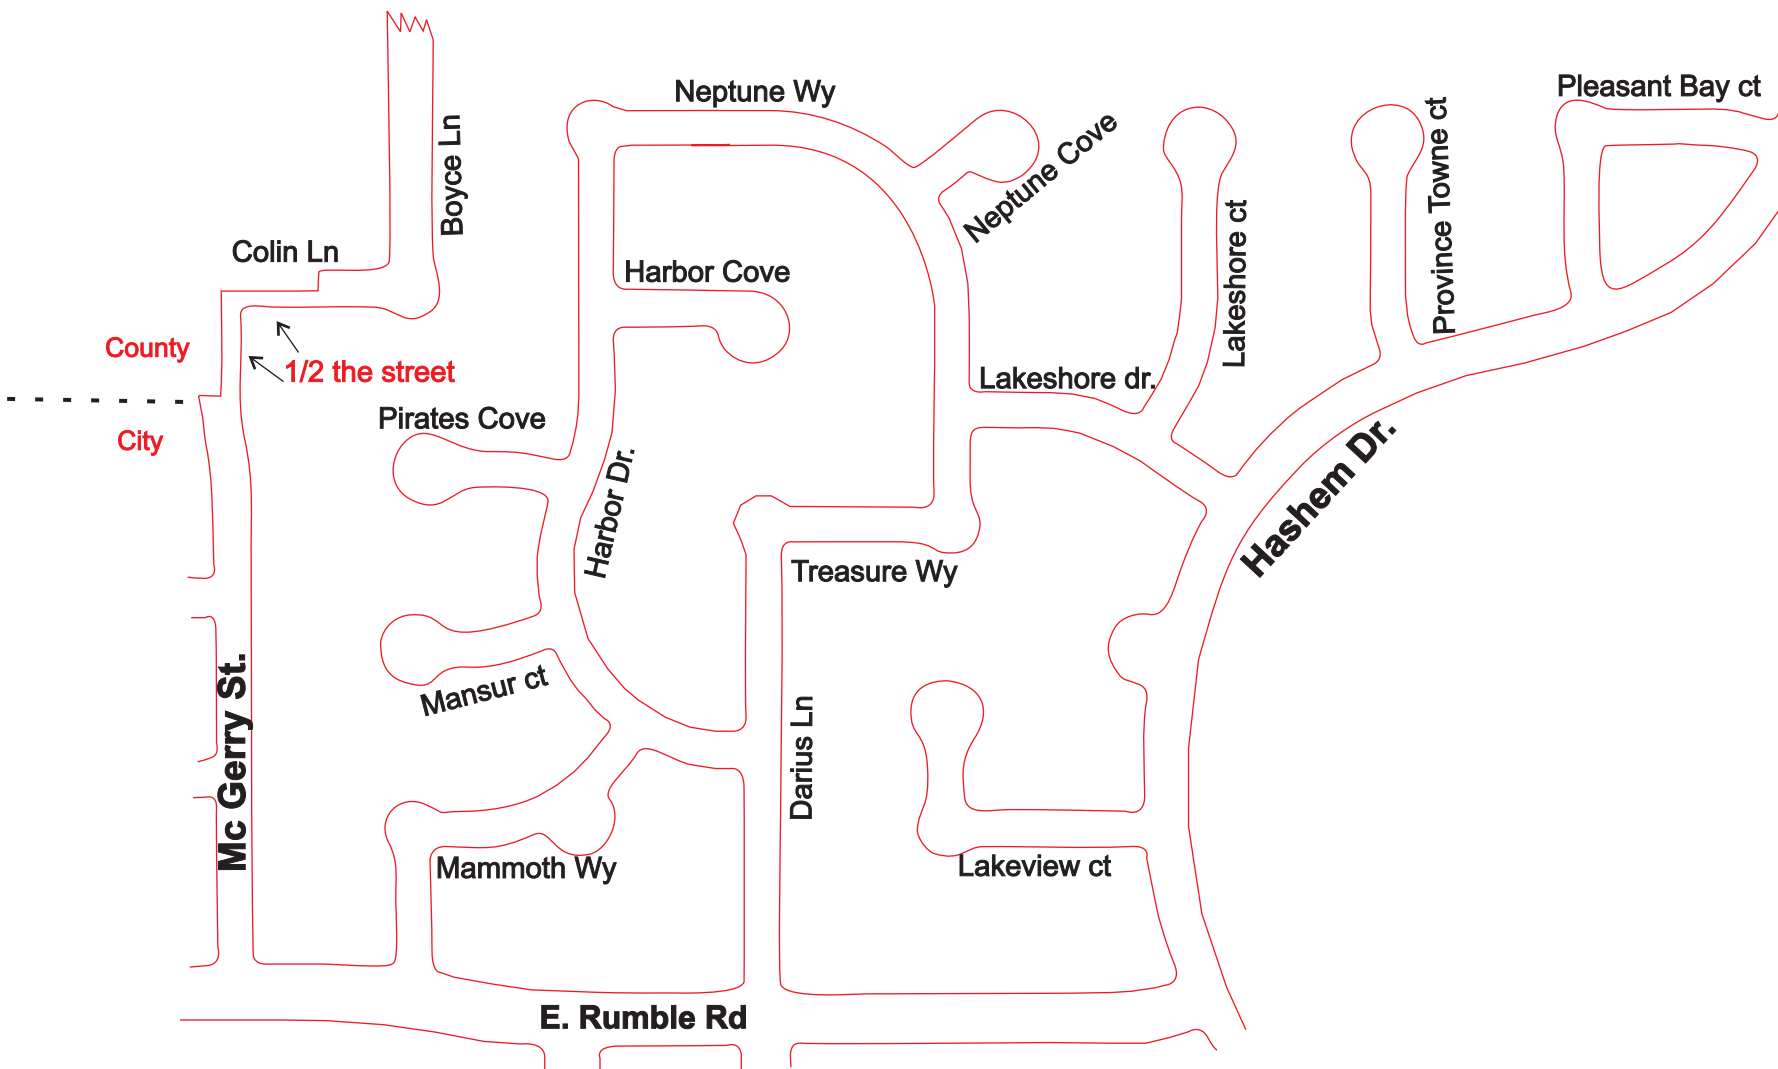 Pleasant Bay ct
Neptune Wy
Province Towne ct
Neptune Cove
Boyce Ln
Colin Ln
Harbor Cove
Lakeshore ct
County
1/2 the street
Lakeshore dr.
Pirates Cove
City
Hashem Dr.
Harbor Dr.
Treasure Wy
Mansur ct
Mc Gerry St.
Darius Ln
Mammoth Wy
Lakeview ct
E. Rumble Rd